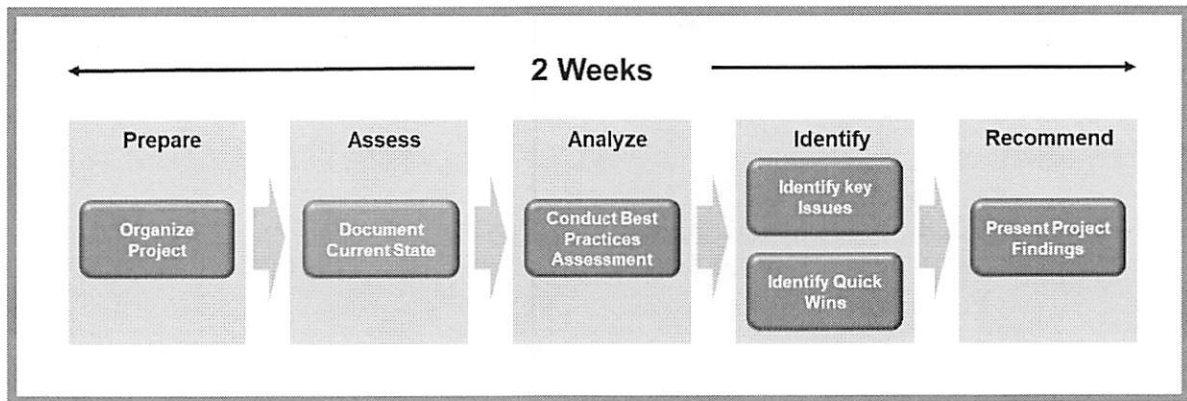 2 Weeks
Prepare
Assess
Analyze
Identify
Recommend
Organize
Project
Document
Current State
Conduct Best
Practices
Assessment
Identify key
Issues
Identify Quick
Wins
Present Project
Findings